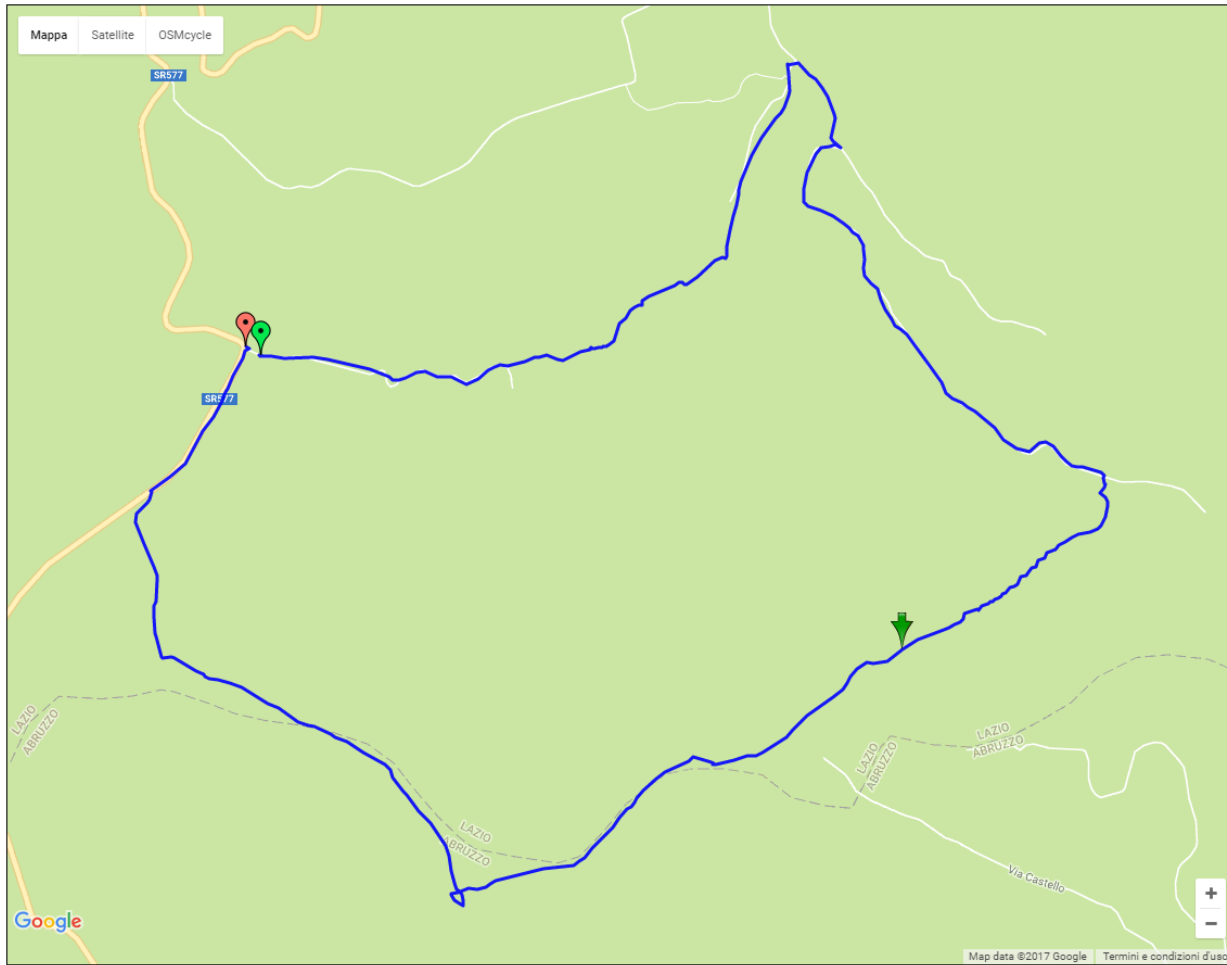 Mappa
Satellite
OSMcycle
SR577
SR577
LAZIO
ABRUZZO
LAZIO
ABRUZZO
LAZIO
ABRUZZO
LAZIO
ABRUZZO
Via Castello
+
−
Google
Map data ©2017 Google
Termini e condizioni d'uso